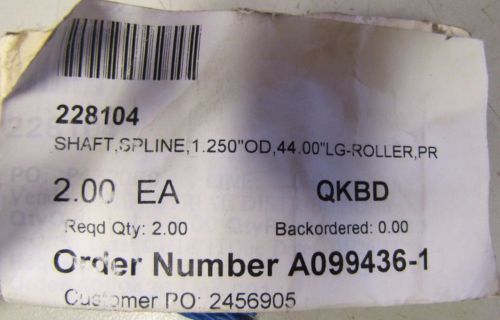 228104
SHAFT,SPLINE,1.250"OD,44.00"LG-ROLLER,PR
2.00 EA QKBD
Reqd Qty: 2.00 Backordered: 0.00
Order Number A099436-1
Customer PO: 2456905